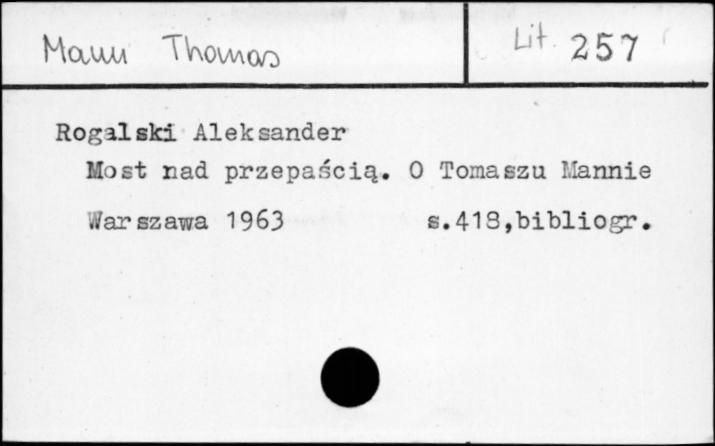 Mann Thomas
Lit. 257
Rogalski Aleksander
Most nad przepaścią. O Tomaszu Mannie
Warszawa 1963 s.418,bibliogr.